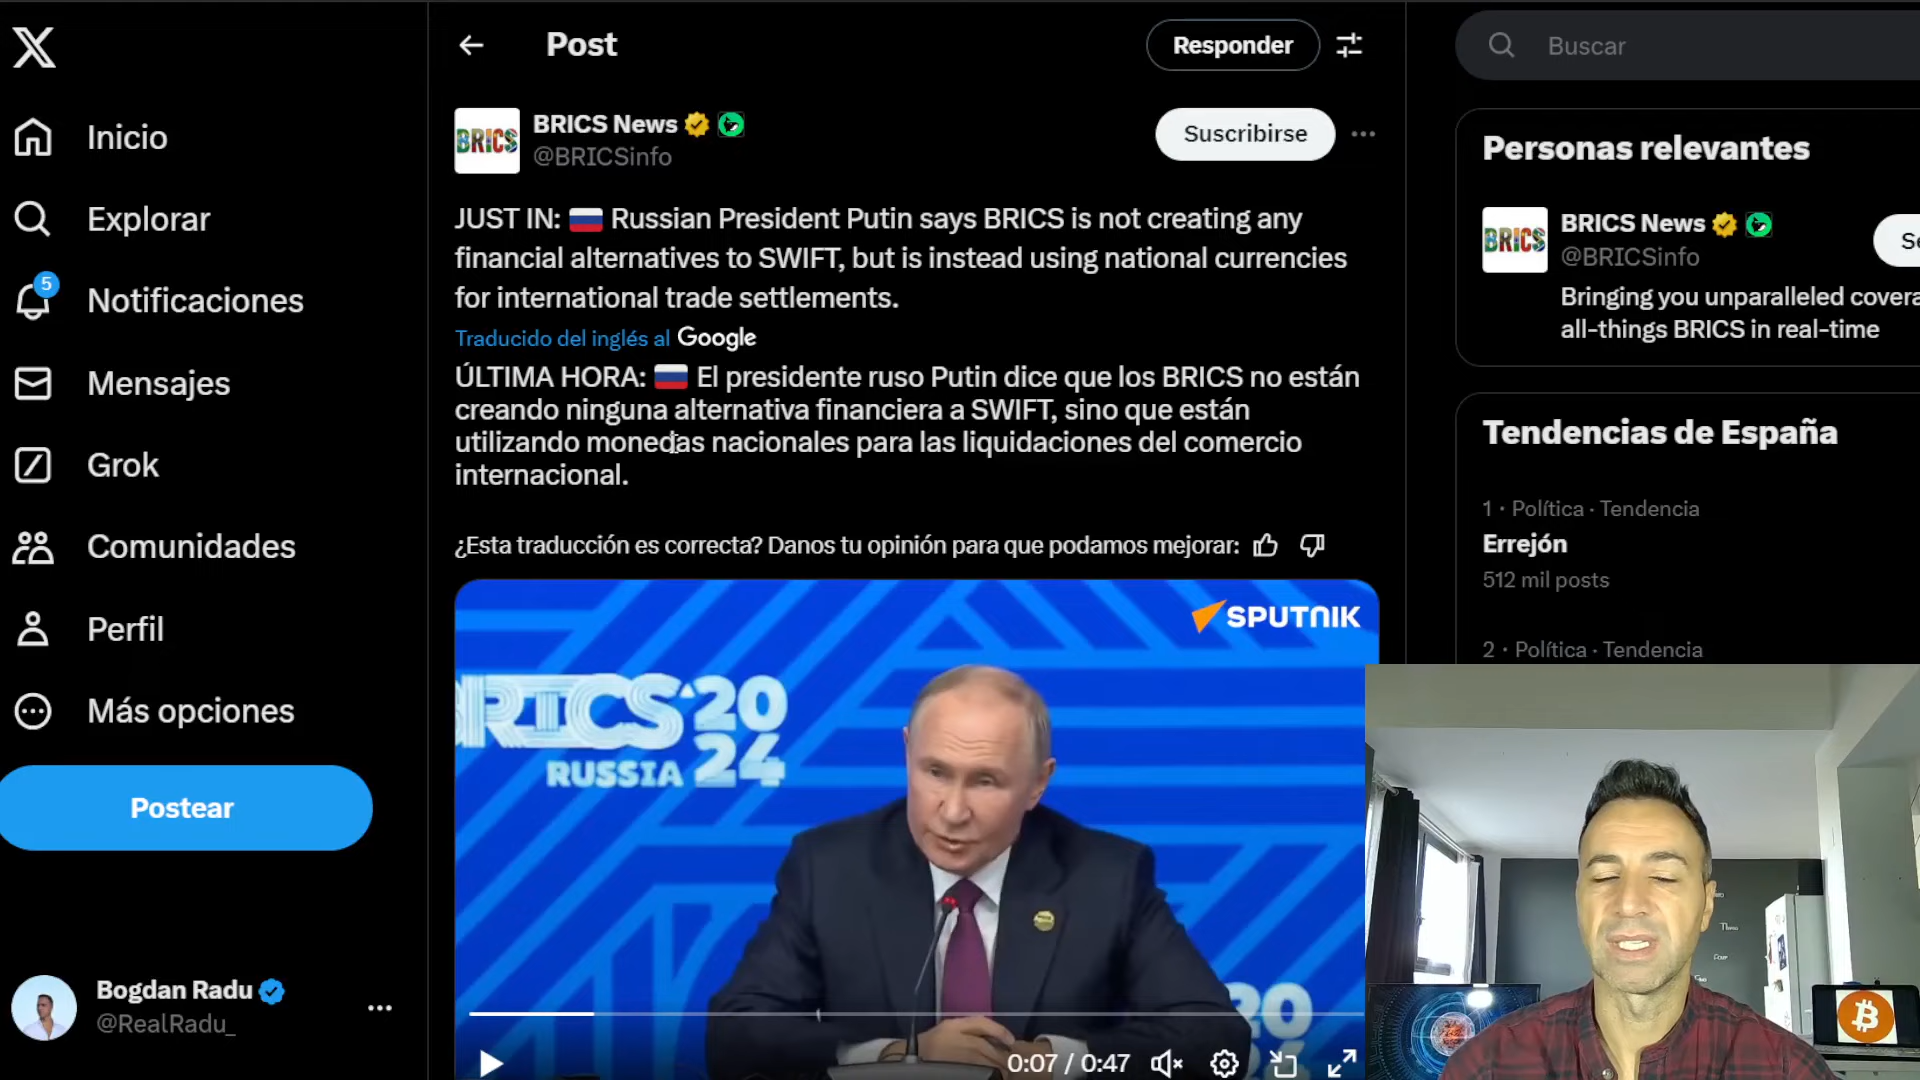 Post
Responder
Buscar
Inicio
Explorar
5
Notificaciones
Mensajes
Grok
Comunidades
Perfil
Más opciones
Postear
Bogdan Radu
@RealRadu_
BRICS
BRICS News
@BRICSinfo
Suscribirse
JUST IN: 🇷🇺 Russian President Putin says BRICS is not creating any
financial alternatives to SWIFT, but is instead using national currencies
for international trade settlements.
Traducido del inglés al Google
ÚLTIMA HORA: 🇷🇺 El presidente ruso Putin dice que los BRICS no están
creando ninguna alternativa financiera a SWIFT, sino que están
utilizando monedas nacionales para las liquidaciones del comercio
internacional.
¿Esta traducción es correcta? Danos tu opinión para que podamos mejorar:
SPUTNIK
BRICS 20
24
RUSSIA
20
0:07 / 0:47
Personas relevantes
BRICS
BRICS News
@BRICSinfo
Bringing you unparalleled
all-things BRICS in real-time
Tendencias de España
1 · Política · Tendencia
Errejón
512 mil posts
2 · Política · Tendencia